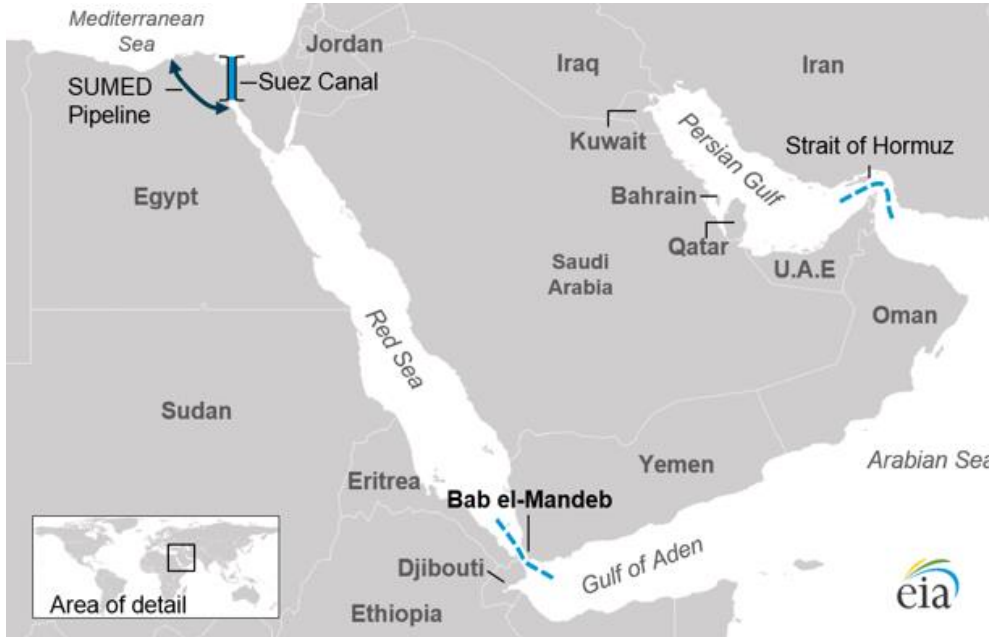 Mediterranean
Sea
Jordan
Iraq
Iran
SUMED
Pipeline
Suez Canal
Kuwait
Persian Gulf
Strait of Hormuz
Egypt
Bahrain
Qatar
Saudi
Arabia
U.A.E
Oman
Red Sea
Sudan
Yemen
Arabian Sea
Eritrea
Bab el-Mandeb
Djibouti
Gulf of Aden
Ethiopia
Area of detail
eia